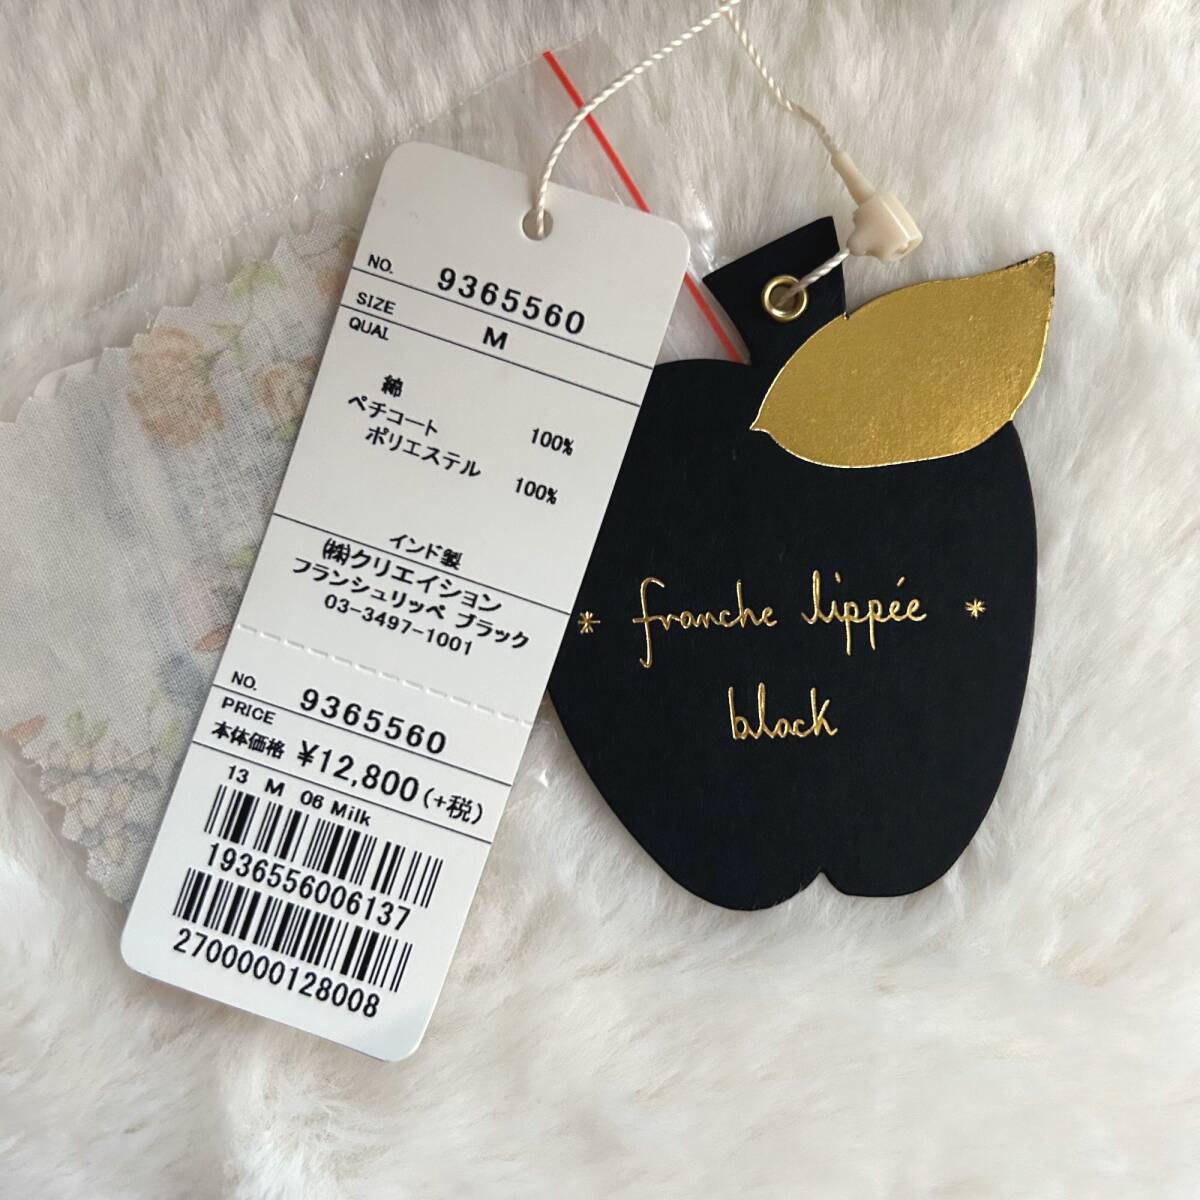 NO. 9365560
SIZE M
QUAL
綿 100%
ペチコート
ポリエステル 100%
インド製
㈱クリエイション
フランシュリッペ ブラック
03-3497-1001
NO. 9365560
PRICE
本体価格 ¥12,800(+税)
13 M 06 Milk
1936556006137
2700000128008
* franche lippée *
black